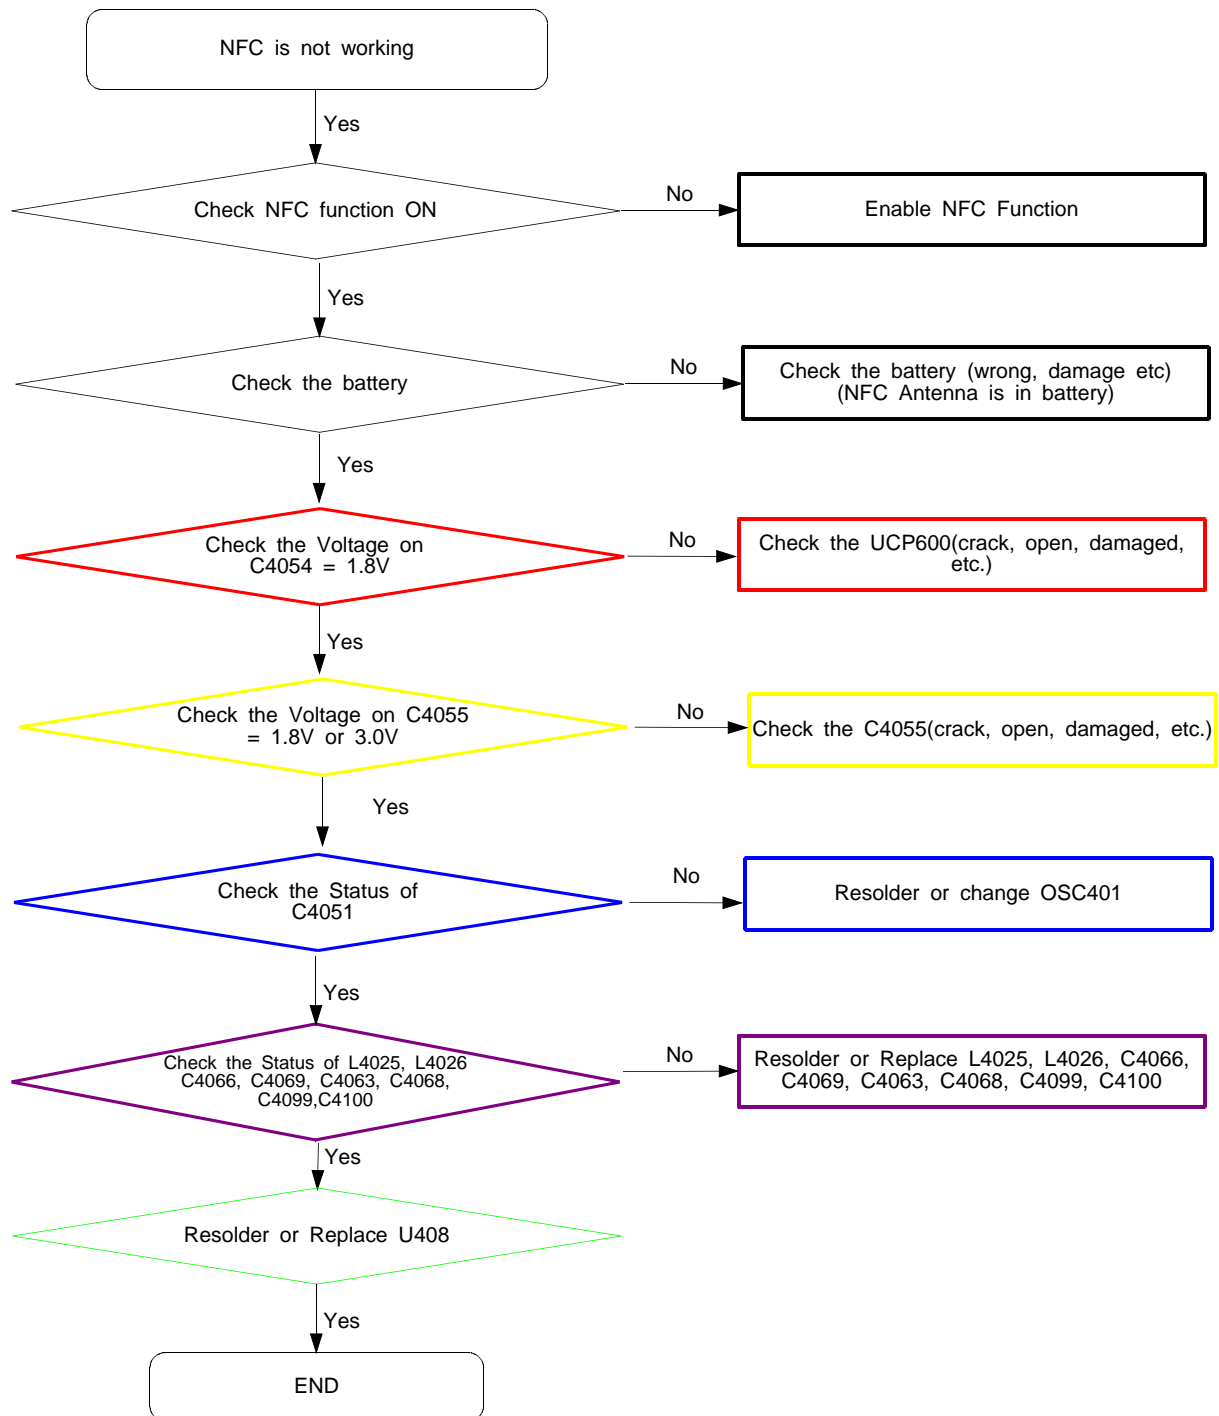 NFC is not working
Yes
Check NFC function ON
No
Enable NFC Function
Yes
Check the battery
No
Check the battery (wrong, damage etc)
(NFC Antenna is in battery)
Yes
Check the Voltage on
C4054 = 1.8V
No
Check the UCP600(crack, open, damaged,
etc.)
Yes
Check the Voltage on C4055
= 1.8V or 3.0V
No
Check the C4055(crack, open, damaged, etc.)
Yes
Check the Status of
C4051
No
Resolder or change OSC401
Yes
Check the Status of L4025, L4026
C4066, C4069, C4063, C4068,
C4099,C4100
No
Resolder or Replace L4025, L4026, C4066,
C4069, C4063, C4068, C4099, C4100
Yes
Resolder or Replace U408
Yes
END